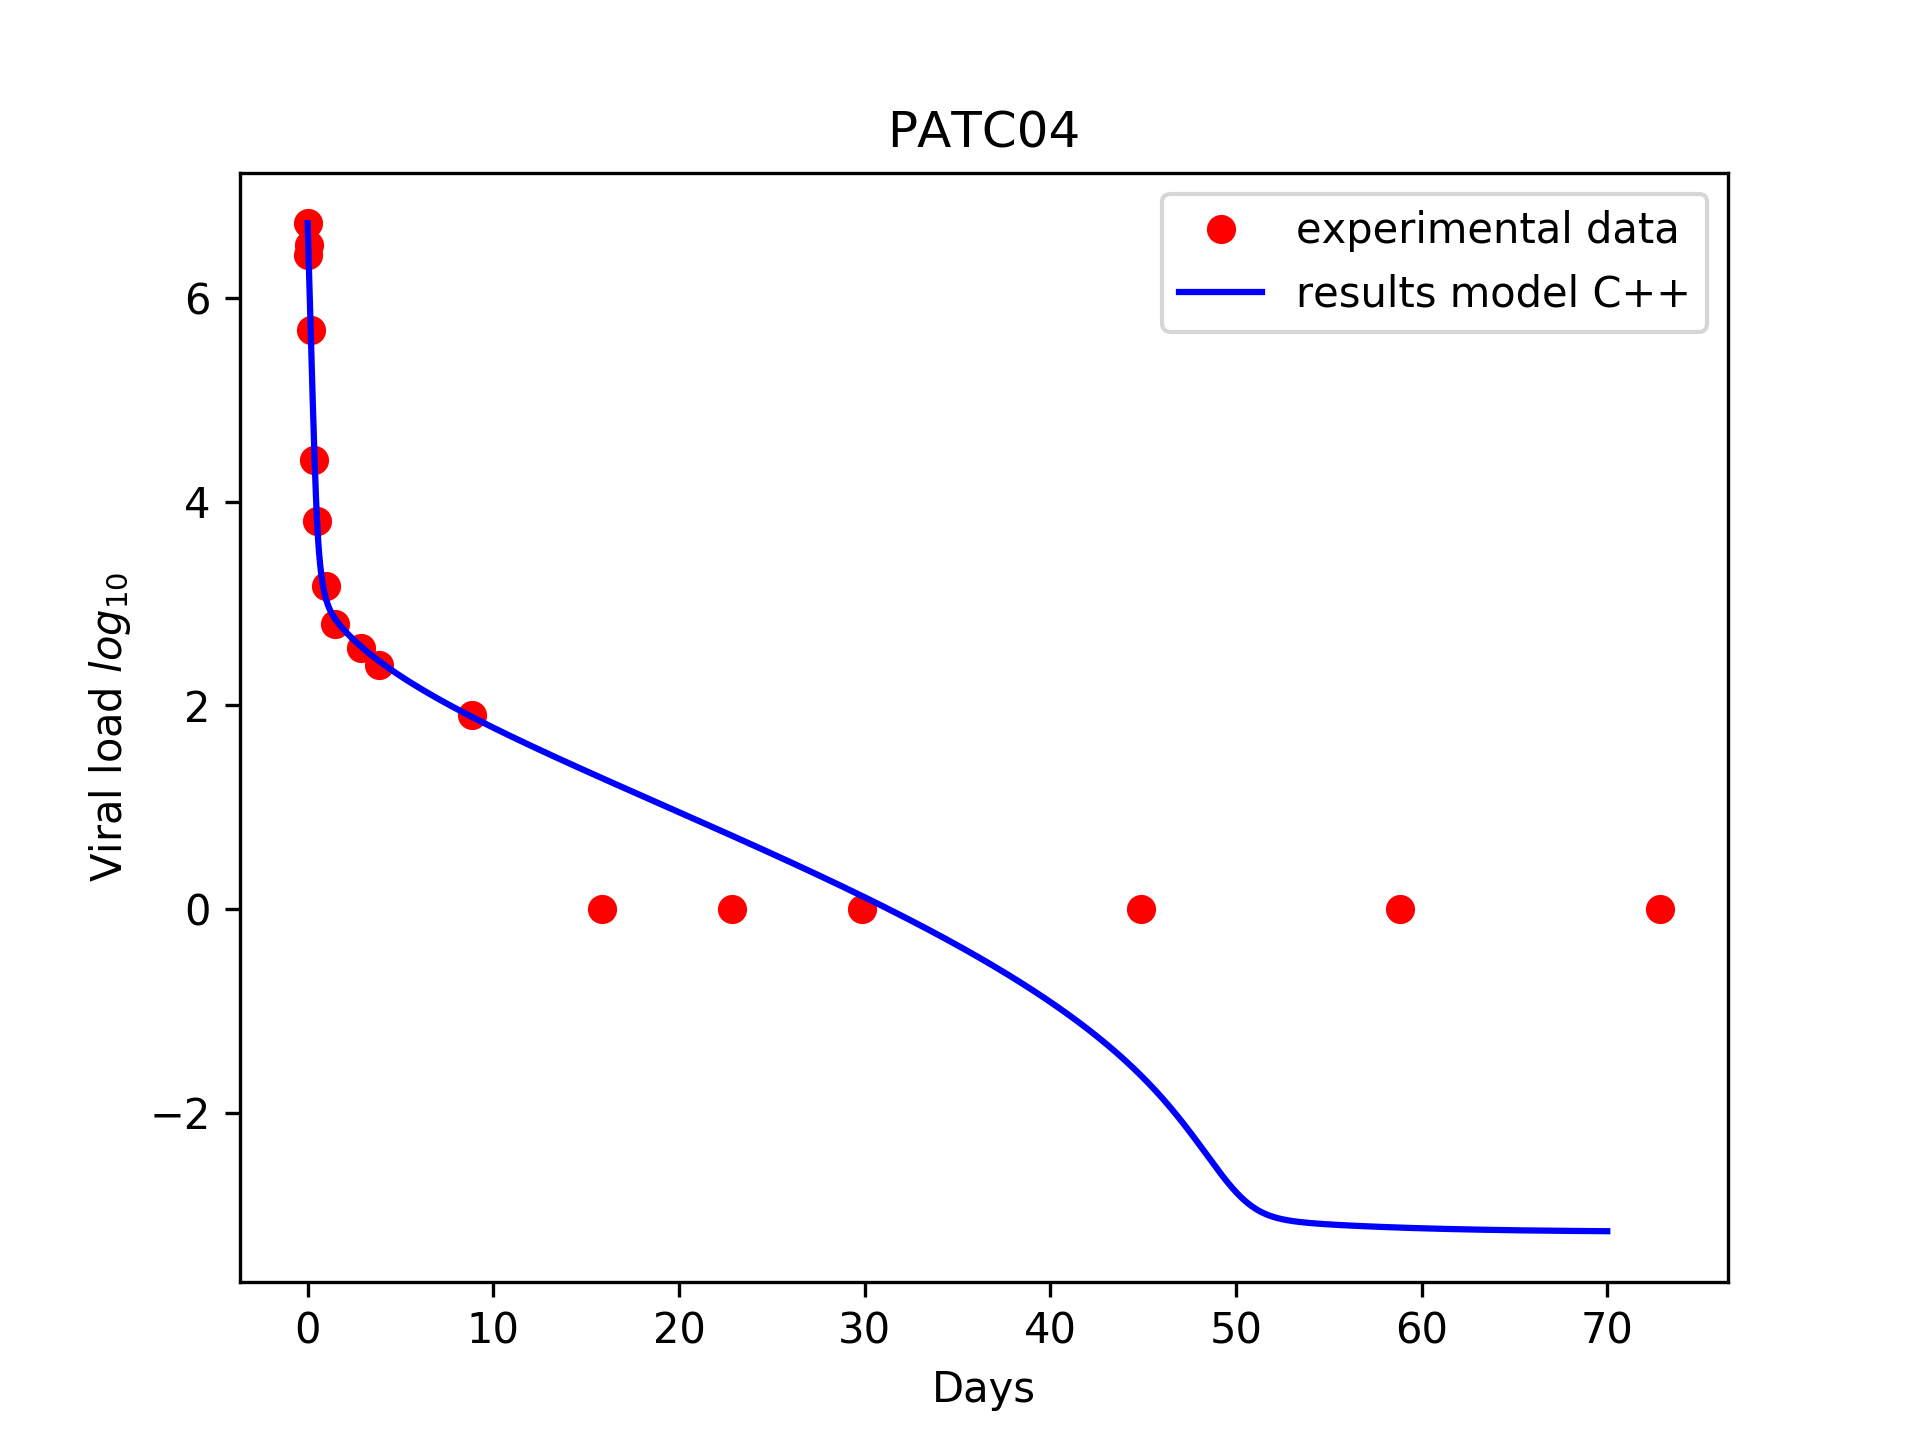 PATC04
experimental data
results model C++
6
4
2
0
−2
Viral load log₁₀
0 10 20 30 40 50 60 70
Days